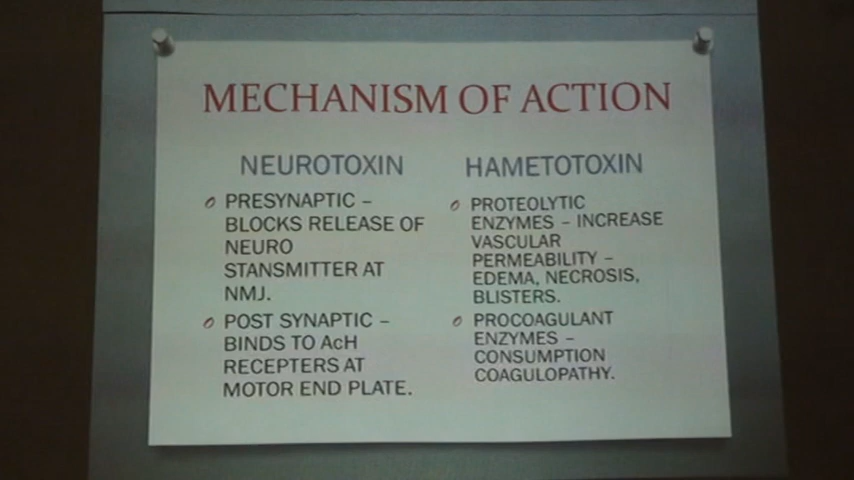 MECHANISM OF ACTION
NEUROTOXIN
PRESYNAPTIC –
BLOCKS RELEASE OF
NEURO
STANSMITTER AT
NMJ.
POST SYNAPTIC –
BINDS TO AcH
RECEPTERS AT
MOTOR END PLATE.
HAMETOTOXIN
PROTEOLYTIC
ENZYMES – INCREASE
VASCULAR
PERMEABILITY –
EDEMA, NECROSIS,
BLISTERS.
PROCOAGULANT
ENZYMES –
CONSUMPTION
COAGULOPATHY.